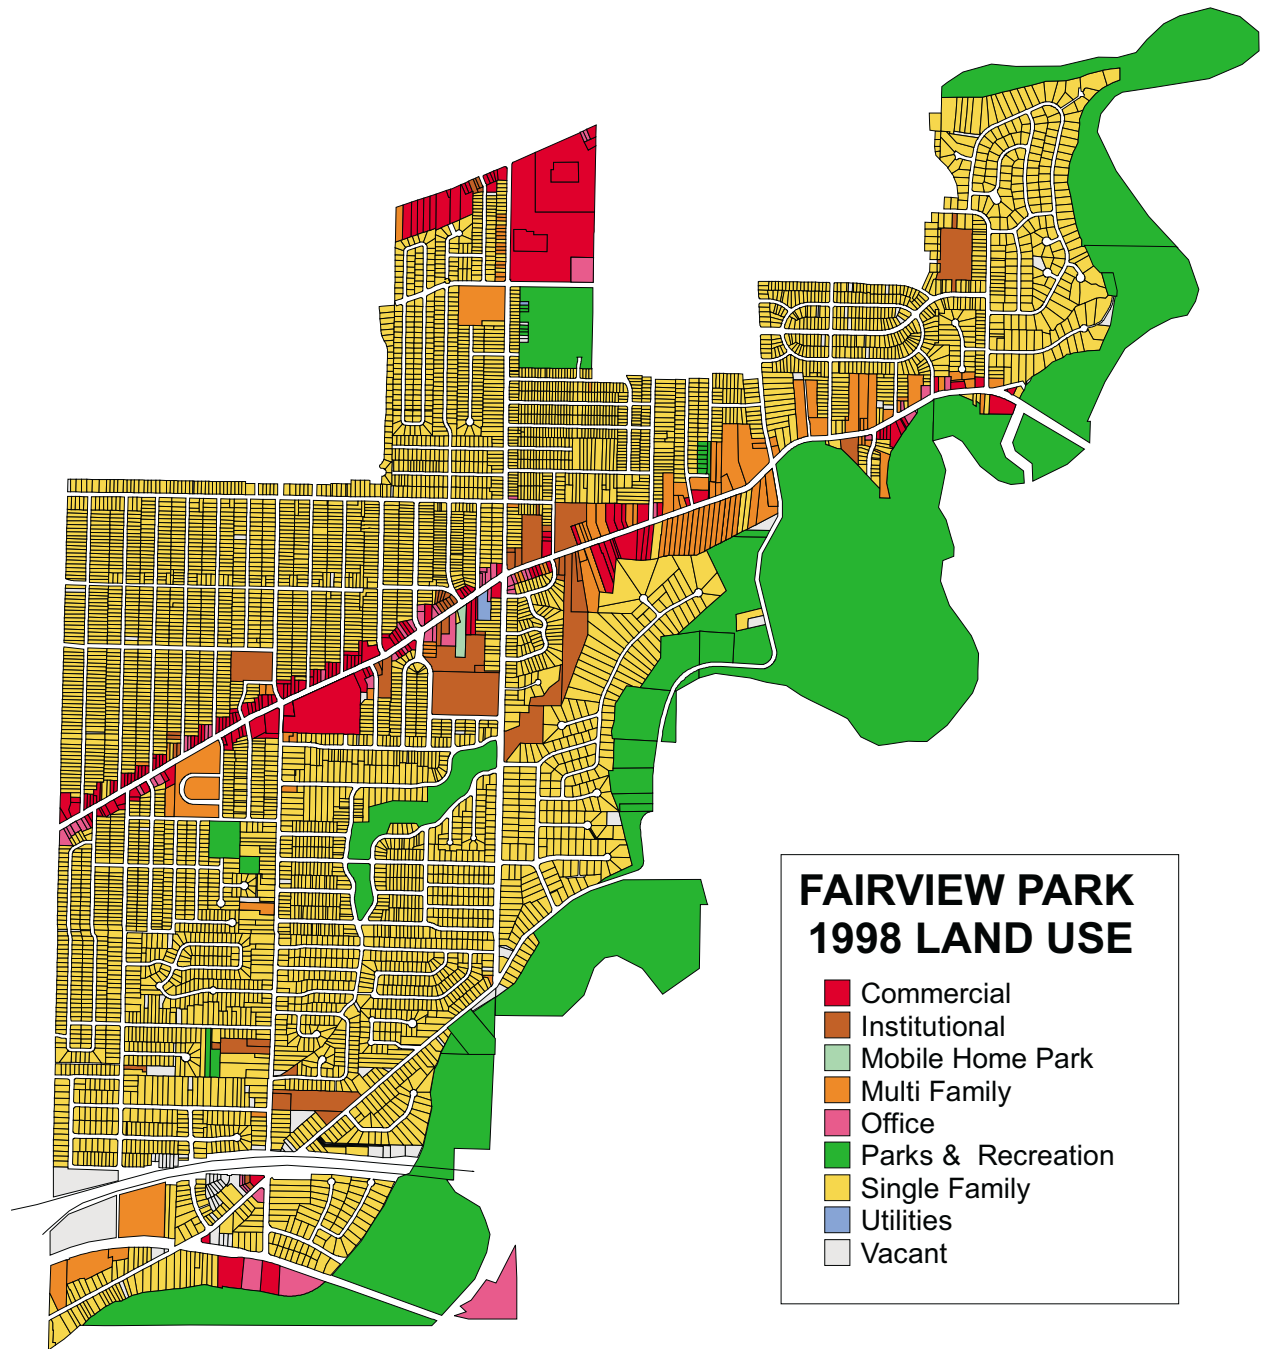 FAIRVIEW PARK
1998 LAND USE
Commercial
Institutional
Mobile Home Park
Multi Family
Office
Parks & Recreation
Single Family
Utilities
Vacant